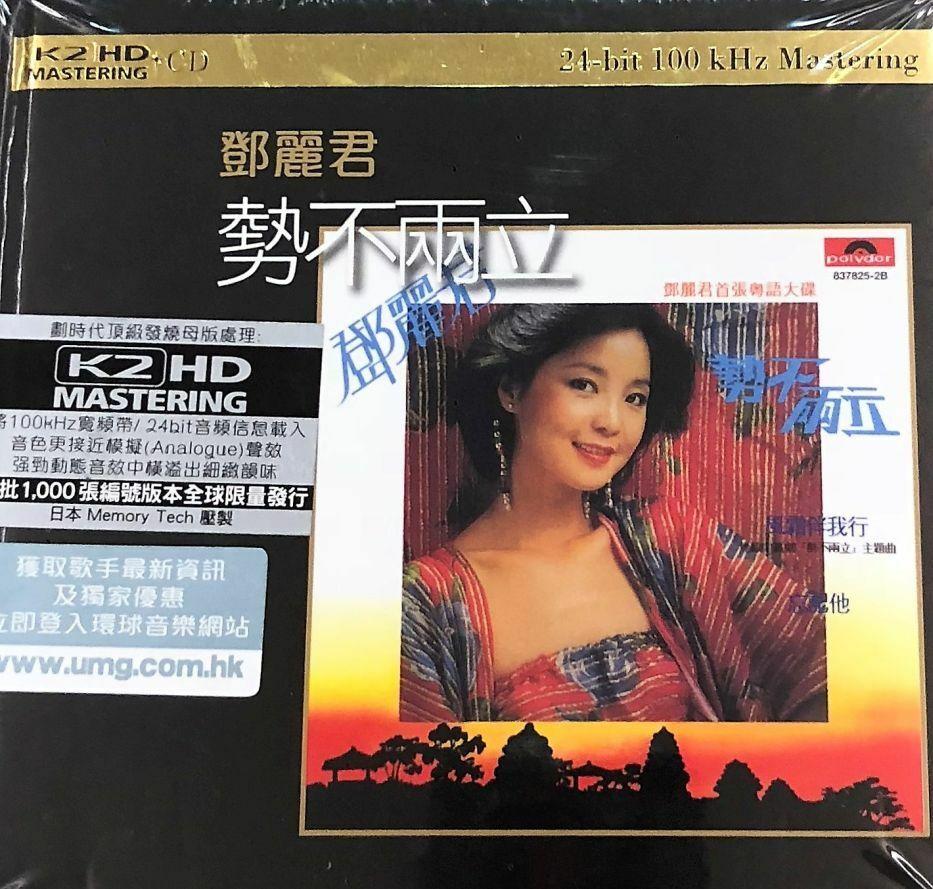 K2 HD +CD
MASTERING
24-bit 100 kHz Mastering
鄧麗君
勢不兩立
polydor
837825-2B
鄧麗君首張粵語大碟
鄧麗君
勢不兩立
劃時代頂級發燒母版處理:
K2 HD
MASTERING
將100kHz寬頻帶/24bit音頻信息載入
音色更接近模擬(Analogue)聲效
強勁動態音效中橫溢出細緻韻味
批1,000張編號版本全球限量發行
日本 Memory Tech 壓製
伴我行
「勢不兩立」主題曲
忘記他
獲取歌手最新資訊
及獨家優惠
立即登入環球音樂網站
www.umg.com.hk